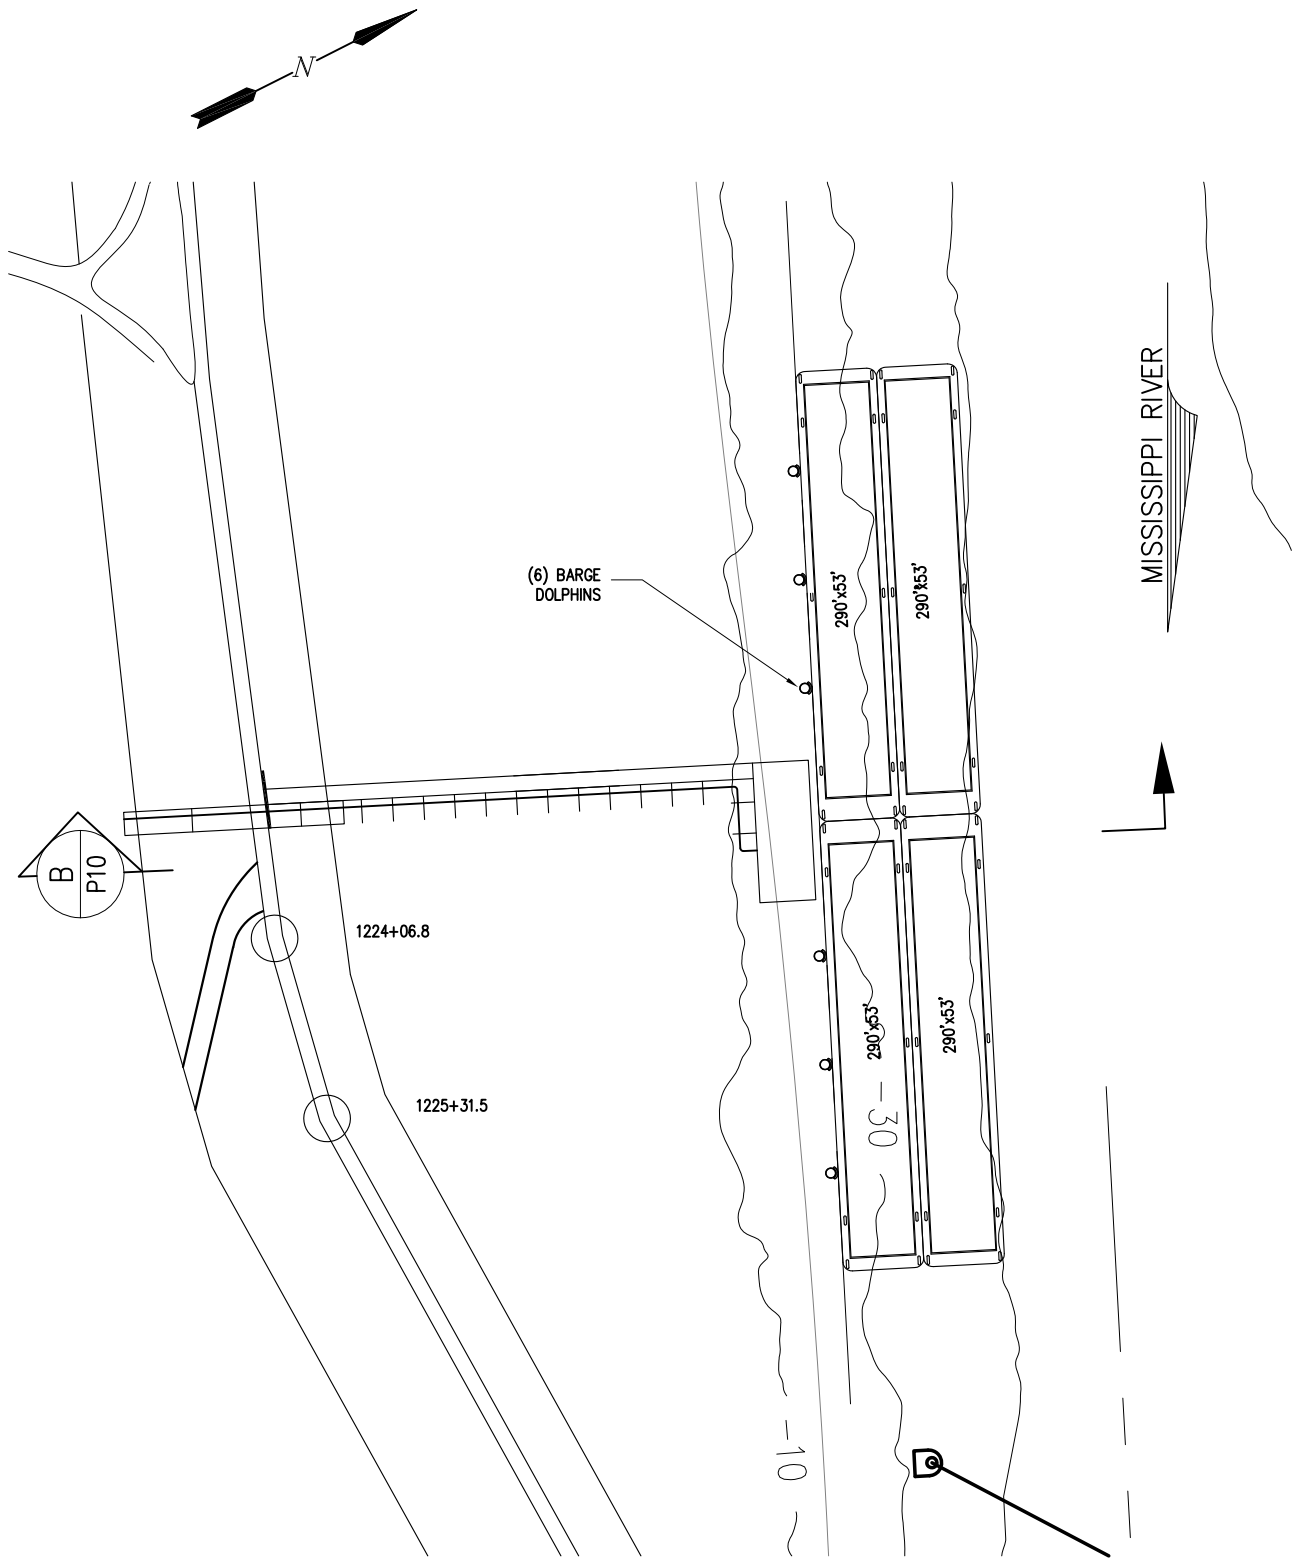 N
MISSISSIPPI RIVER
(6) BARGE
DOLPHINS
290'x53'
290'x53'
B
P10
1224+06.8
290'x53'
290'x53'
1225+31.5
-30
-10